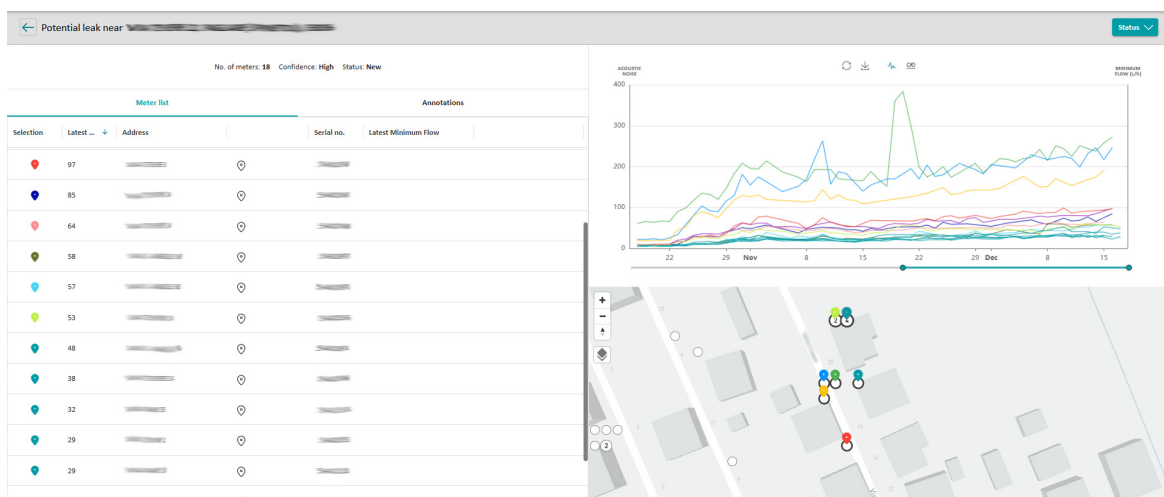 Potential leak near
Status
No. of meters: 18 Confidence: High Status: New
Meter list Annotations
Selection Latest ... Address Serial no. Latest Minimum Flow
97
85
64
58
57
53
48
38
32
29
29
ACOUSTIC NOISE
MINIMUM FLOW (L/h)
400
300
200
100
0
22 29 Nov 8 15 22 29 Dec 8 15
+
−
2 4
2